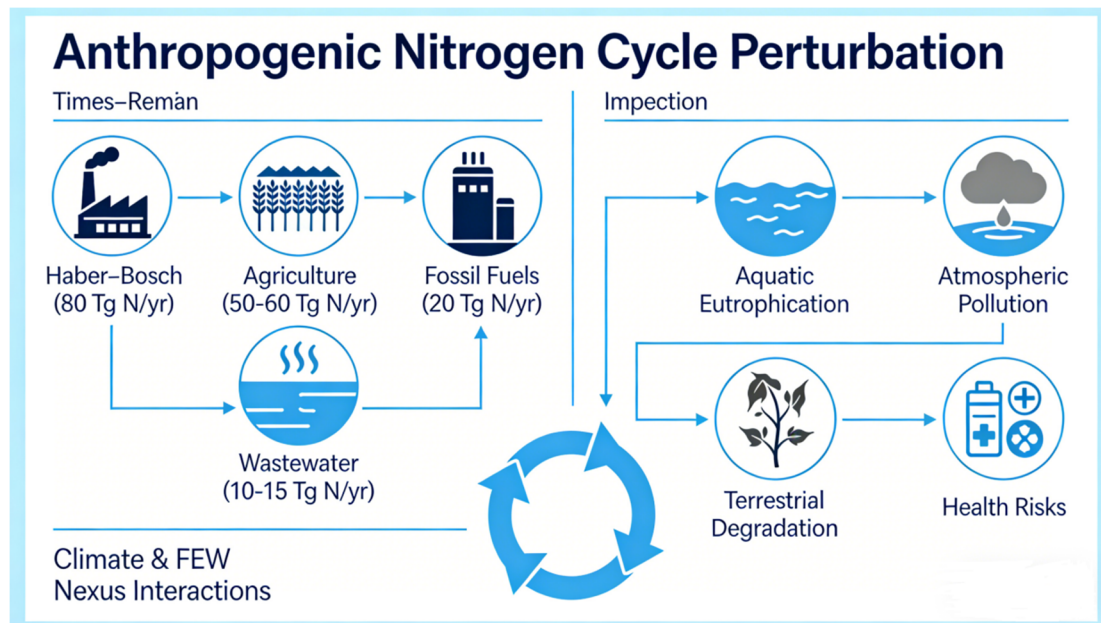 Anthropogenic Nitrogen Cycle Perturbation
Times–Remàn
Impection
Haber–Bosch
(80 Tg N/yr)
Agriculture
(50-60 Tg N/yr)
Fossil Fuels
(20 Tg N/yr)
Aquatic
Eutrophication
Atmospheric
Pollution
Wastewater
(10-15 Tg N/yr)
Terrestrial
Degradation
Health Risks
Climate & FEW
Nexus Interactions